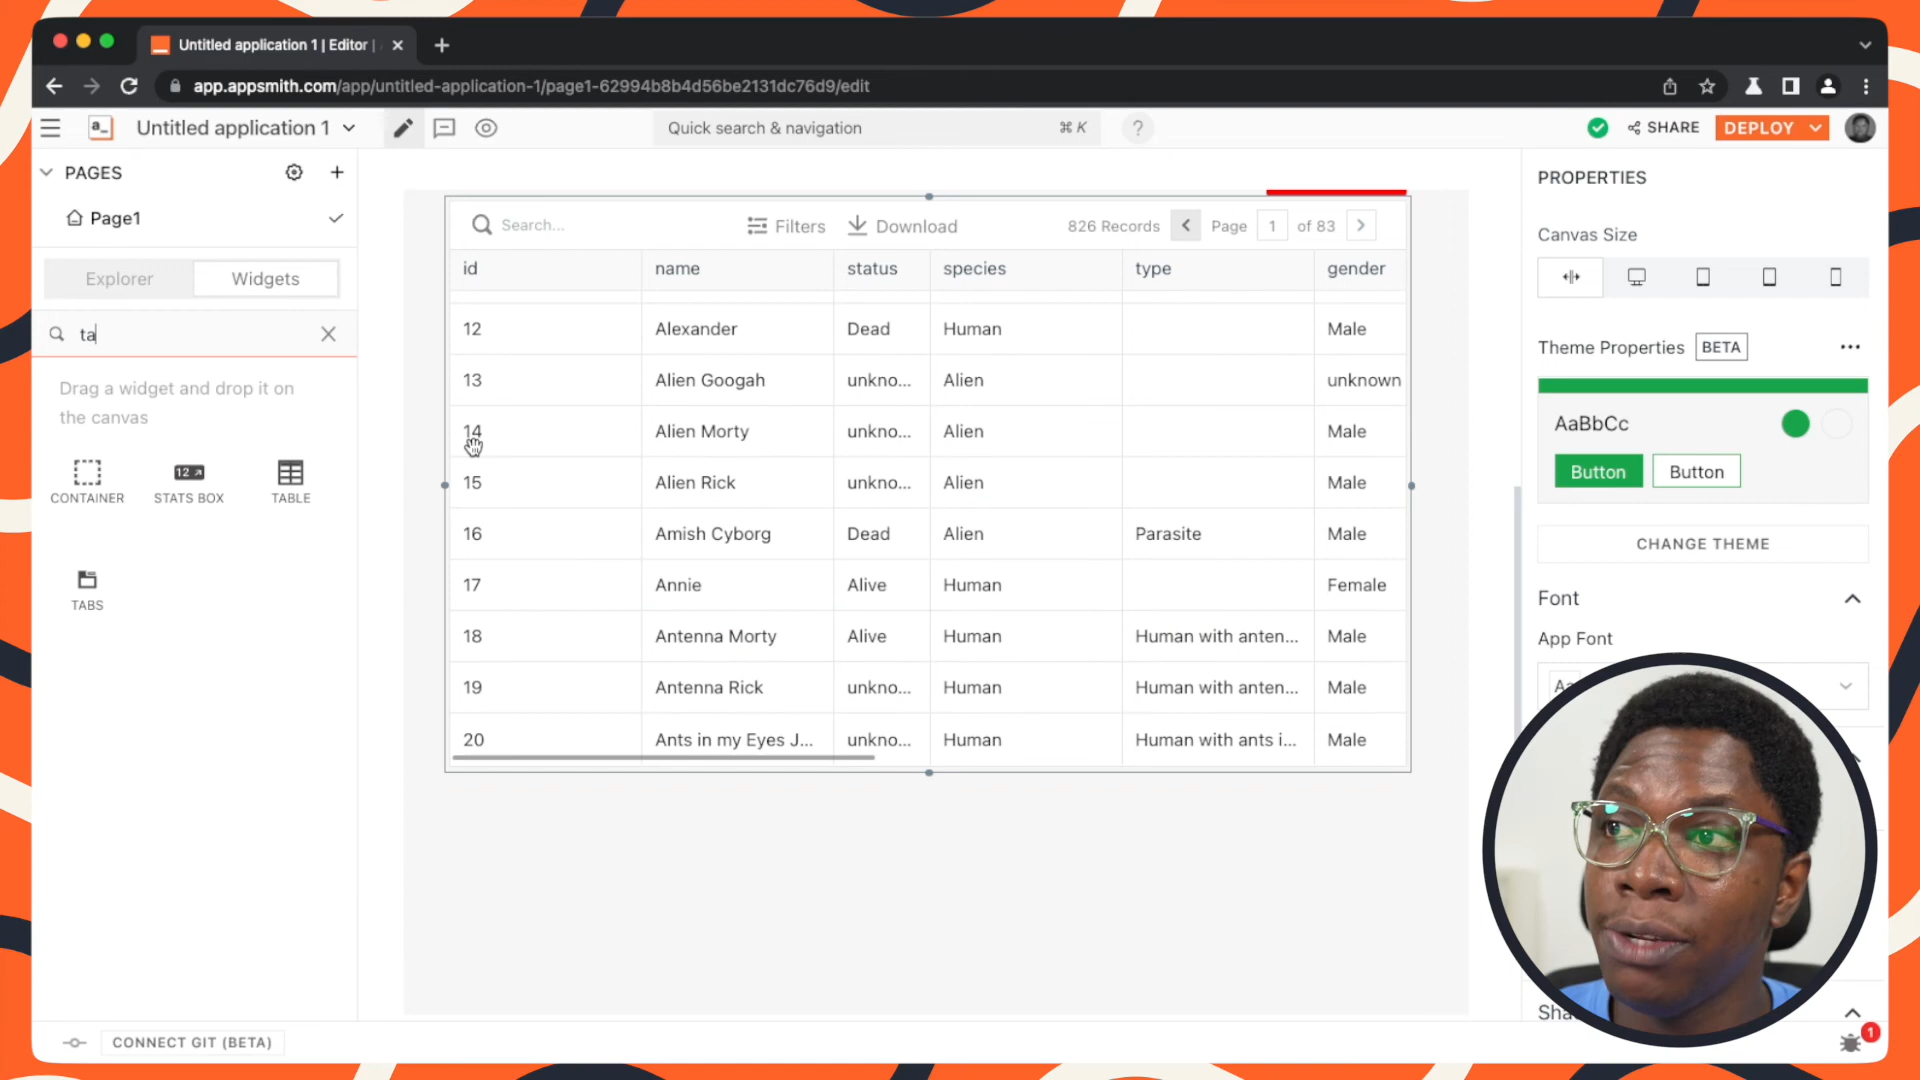 Untitled application 1 | Editor |
app.appsmith.com/app/untitled-application-1/page1-62994b8b4d56be2131dc76d9/edit
a_
Untitled application 1
Quick search & navigation
⌘ K
?
SHARE
DEPLOY
PAGES
Page1
Explorer
Widgets
ta
Drag a widget and drop it on
the canvas
CONTAINER
12
STATS BOX
TABLE
TABS
CONNECT GIT (BETA)
Search...
Filters
Download
826 Records
Page
1
of 83
id name status species type gender
12 Alexander Dead Human Male
13 Alien Googah unkno... Alien unknown
14 Alien Morty unkno... Alien Male
15 Alien Rick unkno... Alien Male
16 Amish Cyborg Dead Alien Parasite Male
17 Annie Alive Human Female
18 Antenna Morty Alive Human Human with anten... Male
19 Antenna Rick unkno... Human Human with anten... Male
20 Ants in my Eyes J... unkno... Human Human with ants i... Male
PROPERTIES
Canvas Size
Theme Properties
BETA
AaBbCc
Button
Button
CHANGE THEME
Font
App Font
1